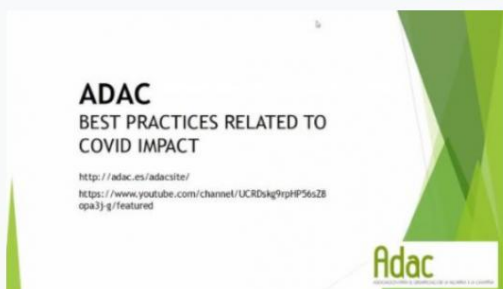 ADAC
BEST PRACTICES RELATED TO
COVID IMPACT
http://adac.es/adacsite/
https://www.youtube.com/channel/UCRDskg9rpHP56sZB
opa3j-g/featured
Adac